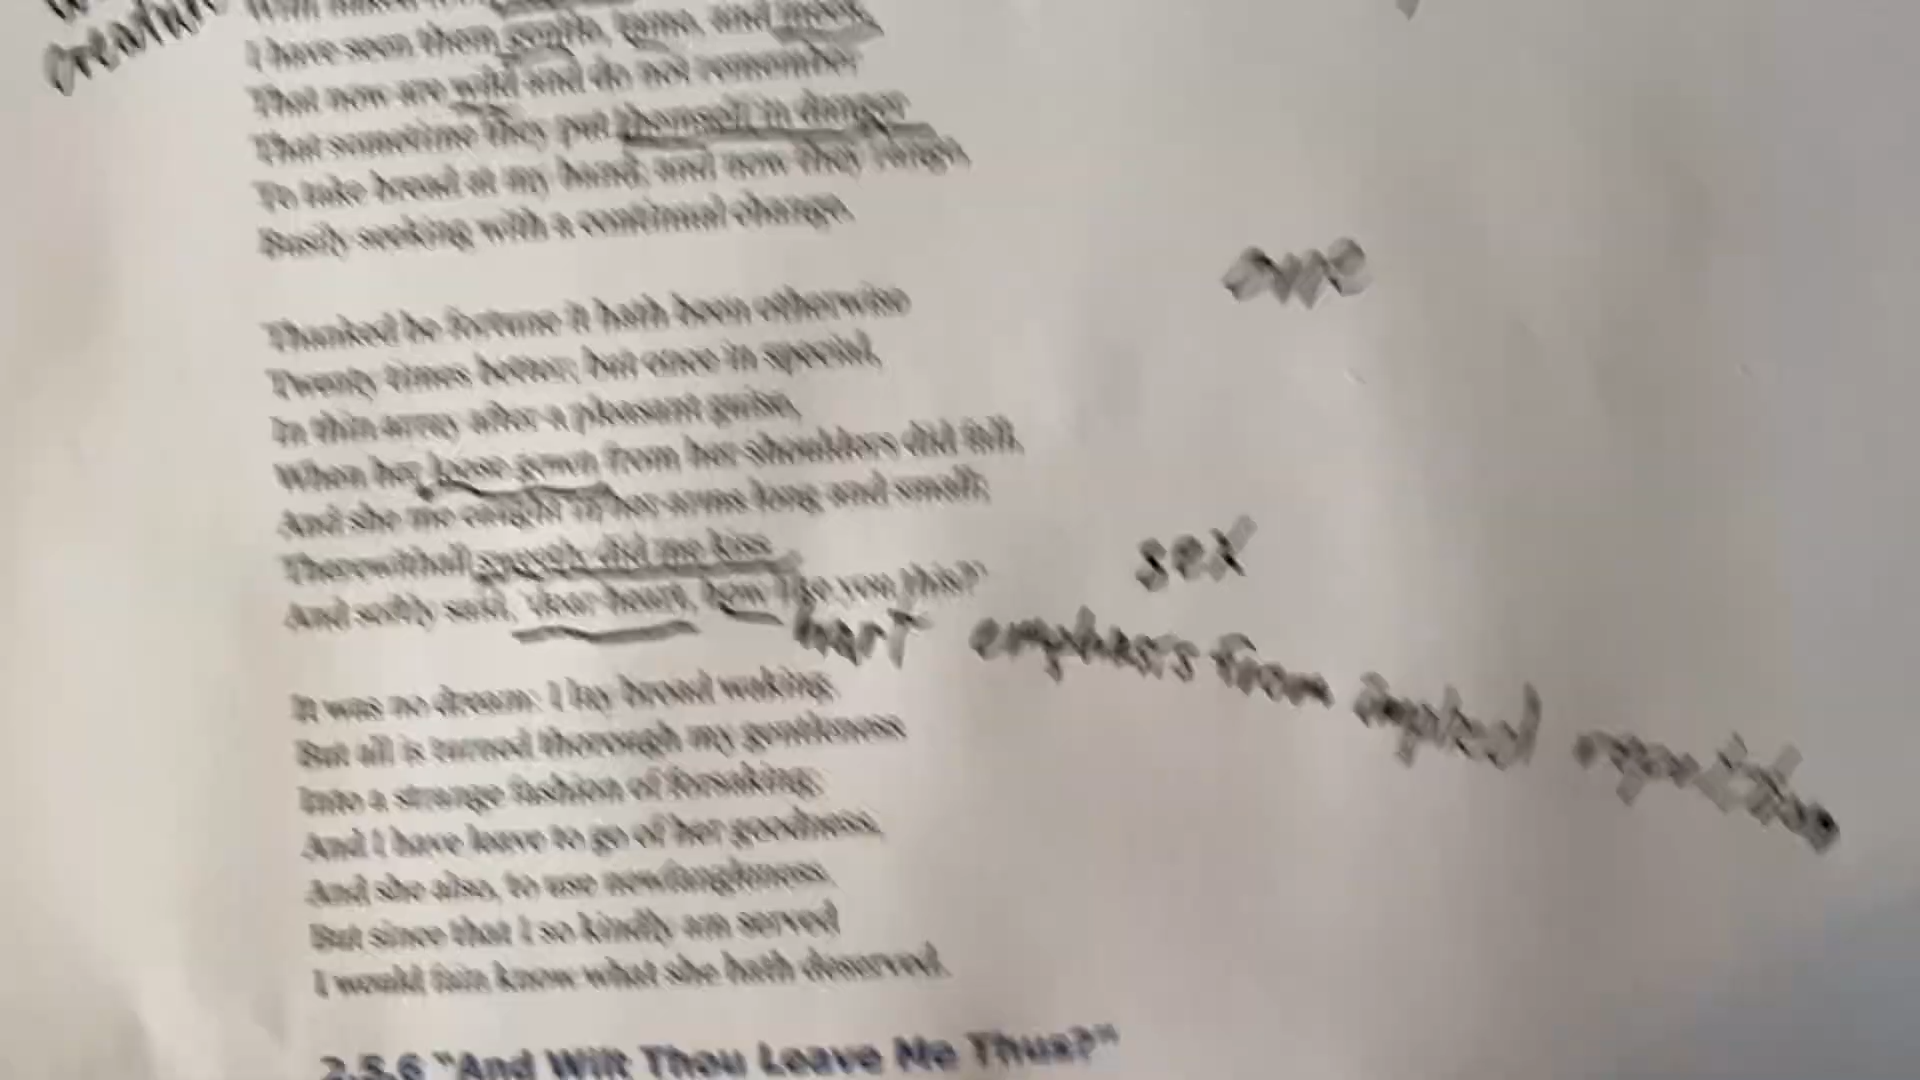 creature
I have seen them gentle, tame, and meek,
That now are wild and do not remember
That sometime they put themself in danger
To take bread at my hand; and now they range,
Busily seeking with a continual change.
Thanked be fortune it hath been otherwise
Twenty times better; but once in special,
In thin array after a pleasant guise,
When her loose gown from her shoulders did fall,
And she me caught in her arms long and small;
Therewithall sweetly did me kiss
And softly said, 'dear heart, how like you this?'
sex
hart emphasis from implied repetition
It was no dream: I lay broad waking.
But all is turned thorough my gentleness
Into a strange fashion of forsaking;
And I have leave to go of her goodness,
And she also, to use newfangleness.
But since that I so kindly am served
I would fain know what she hath deserved.
2.5.6 "And Wilt Thou Leave Me Thus?"